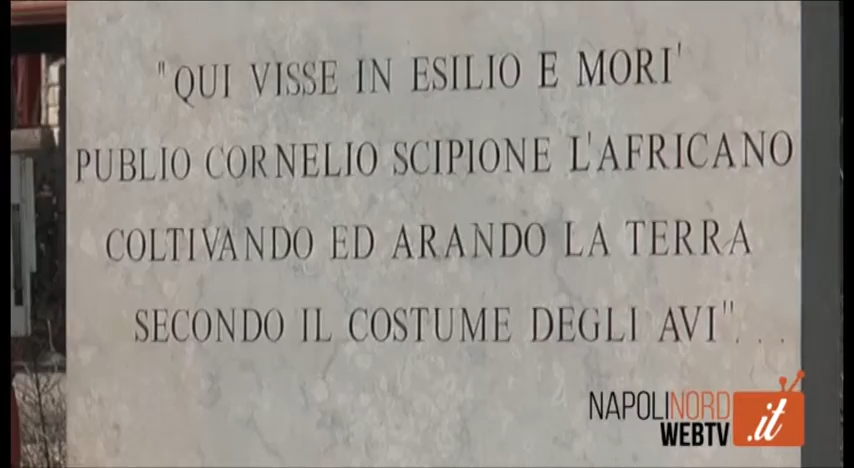 "QUI VISSE IN ESILIO E MORI'
PUBLIO CORNELIO SCIPIONE L'AFRICANO
COLTIVANDO ED ARANDO LA TERRA
SECONDO IL COSTUME DEGLI AVI"...
NAPOLINORD
WEBTV .it